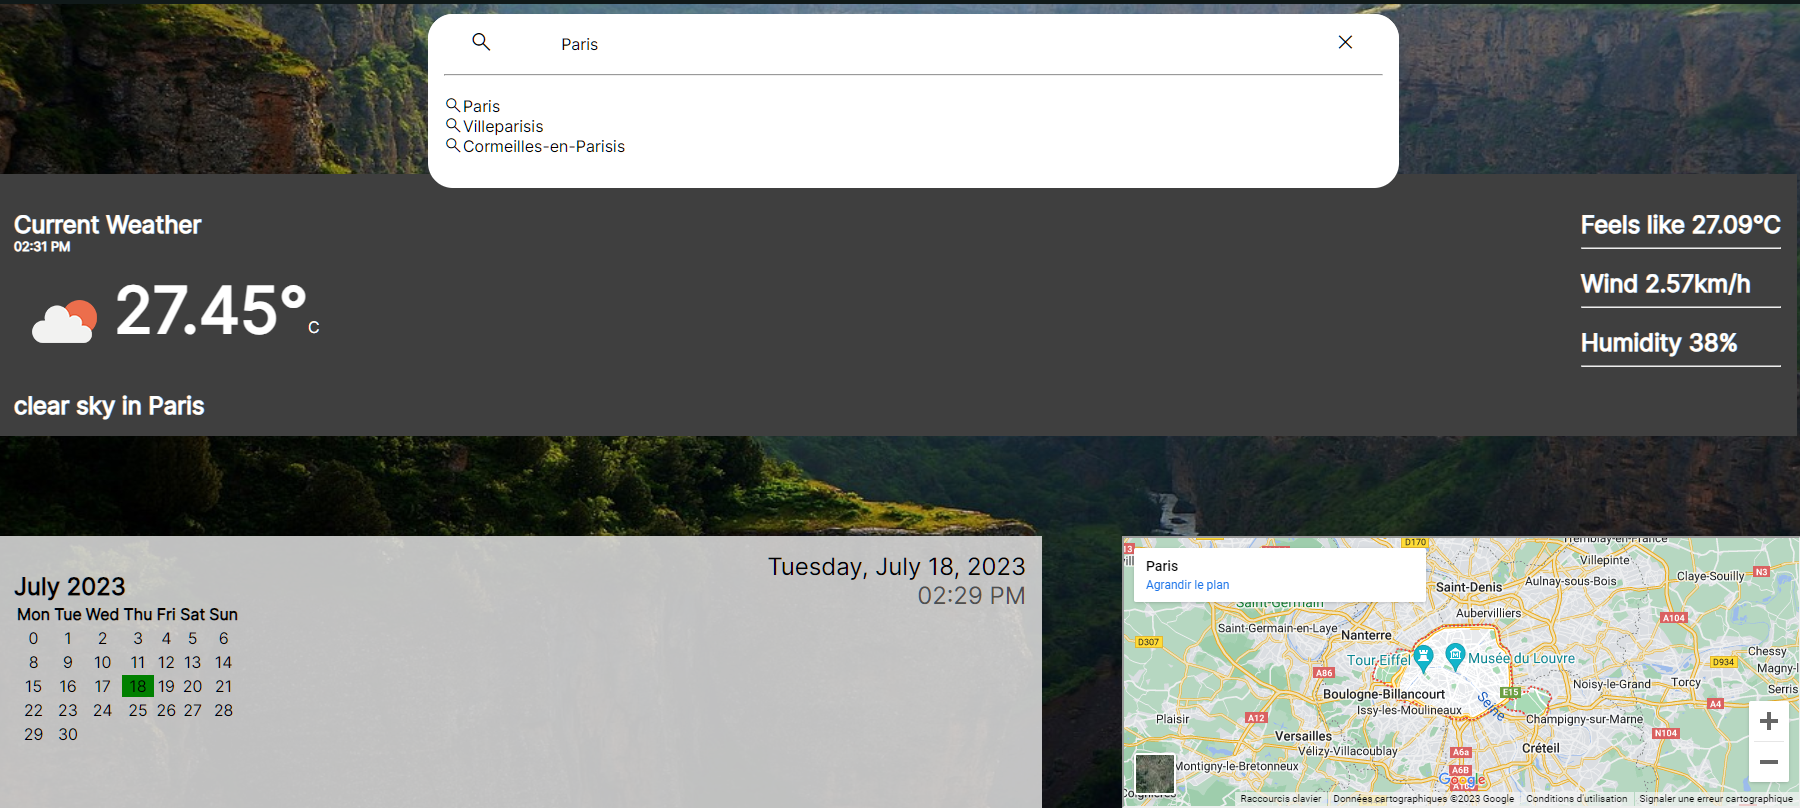 Paris
Paris
Villeparisis
Cormeilles-en-Parisis
Current Weather
02:31 PM
27.45°
C
clear sky in Paris
Feels like 27.09°C
Wind 2.57km/h
Humidity 38%
Tuesday, July 18, 2023
02:29 PM
July 2023
Mon Tue Wed Thu Fri Sat Sun
0 1 2 3 4 5 6
8 9 10 11 12 13 14
15 16 17 18 19 20 21
22 23 24 25 26 27 28
29 30
Paris
Agrandir le plan
D170
Tremblay-en-France
Villepinte
Claye-Souilly
N3
Saint-Denis
Aulnay-sous-Bois
Saint-Germain
Aubervilliers
A104
Saint-Germain-en-Laye
Nanterre
D307
Chessy
Tour Eiffel
Musée du Louvre
D934
Magny-l
A86
Noisy-le-Grand
Torcy
Serris
Boulogne-Billancourt
E15
A4
Seine
Issy-les-Moulineaux
Plaisir
A12
Champigny-sur-Marne
Versailles
N104
Vélizy-Villacoublay
A6a
Créteil
Montigny-le-Bretonneux
A6B
Google
Raccourcis clavier
Données cartographiques ©2023 Google
Conditions d'utilisation
Signaler une erreur cartographique